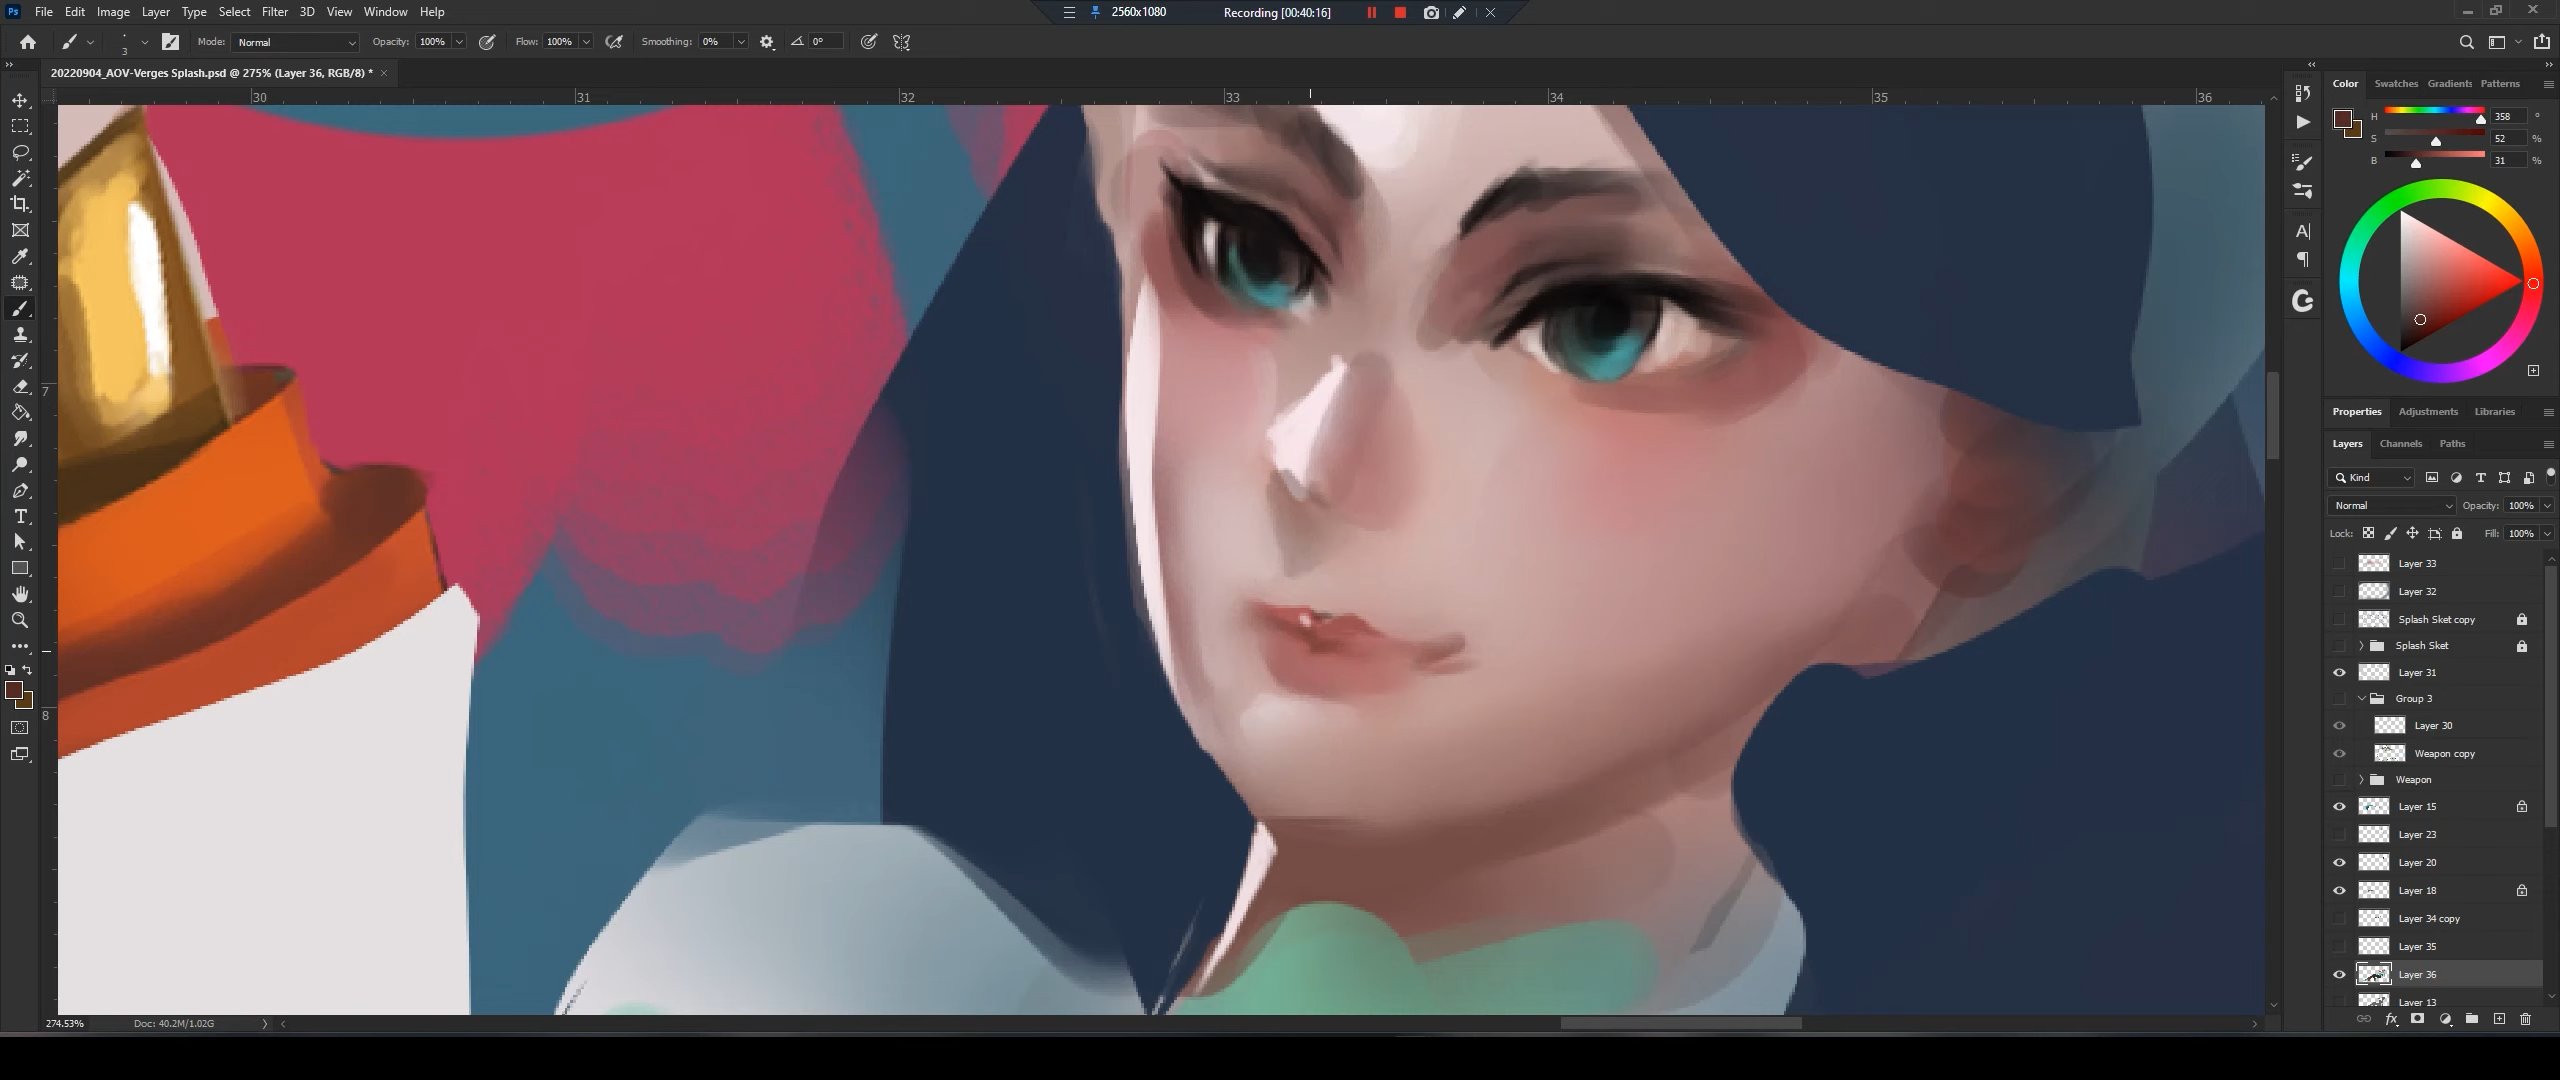 Ps File Edit Image Layer Type Select Filter 3D View Window Help
2560x1080 Recording [00:40:16]
3 Mode: Normal Opacity: 100% Flow: 100% Smoothing: 0% 0°
20220904_AOV-Verges Splash.psd @ 275% (Layer 36, RGB/8) * ×
30 31 32 33 34 35 36
7
8
Color Swatches Gradients Patterns
H 358 °
S 52 %
B 31 %
Properties Adjustments Libraries
Layers Channels Paths
Kind
Normal Opacity: 100%
Lock: Fill: 100%
Layer 33
Layer 32
Splash Sket copy
Splash Sket
Layer 31
Group 3
Layer 30
Weapon copy
Weapon
Layer 15
Layer 23
Layer 20
Layer 18
Layer 34 copy
Layer 35
Layer 36
Layer 13
274.53% Doc: 40.2M/1.02G
fx